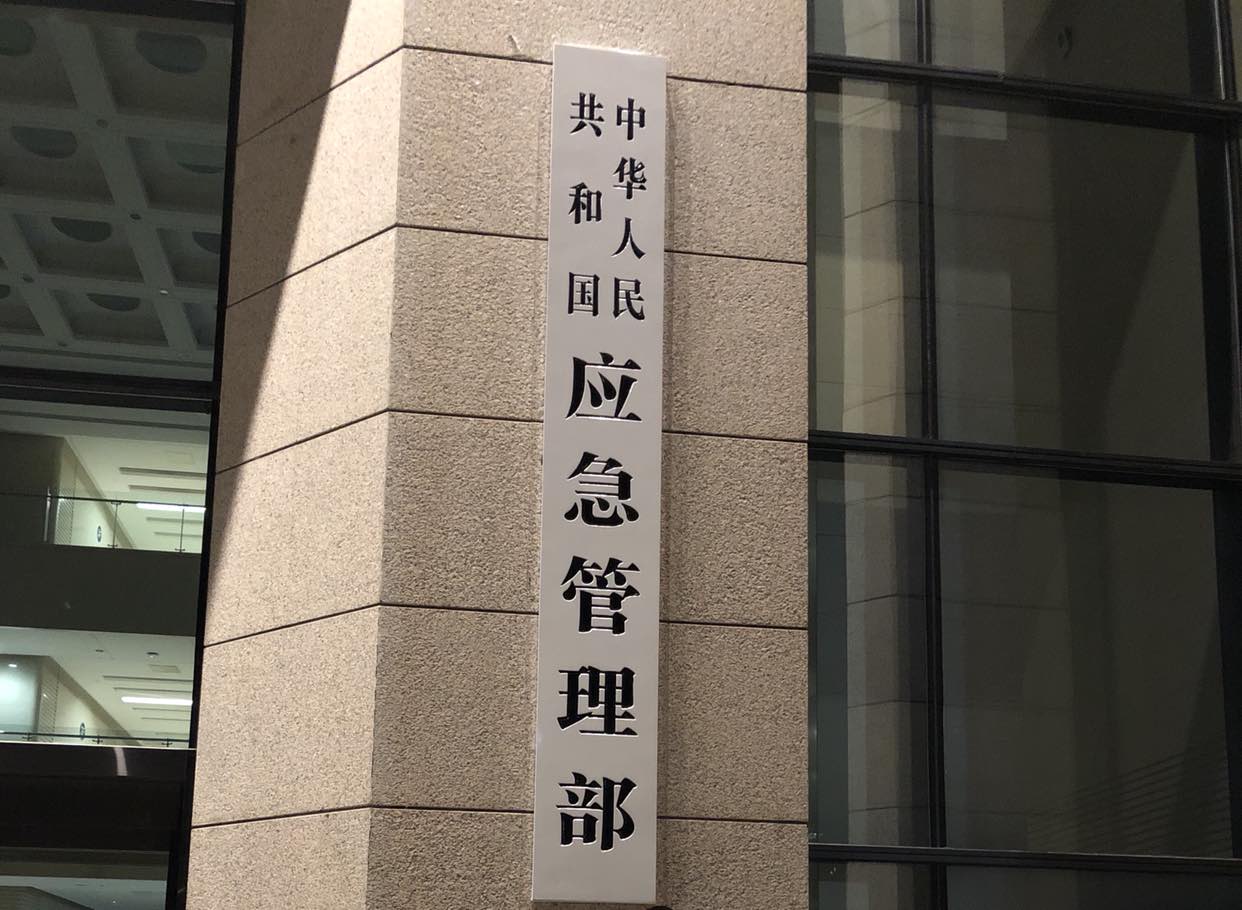 中华人民
共和国
应急管理部